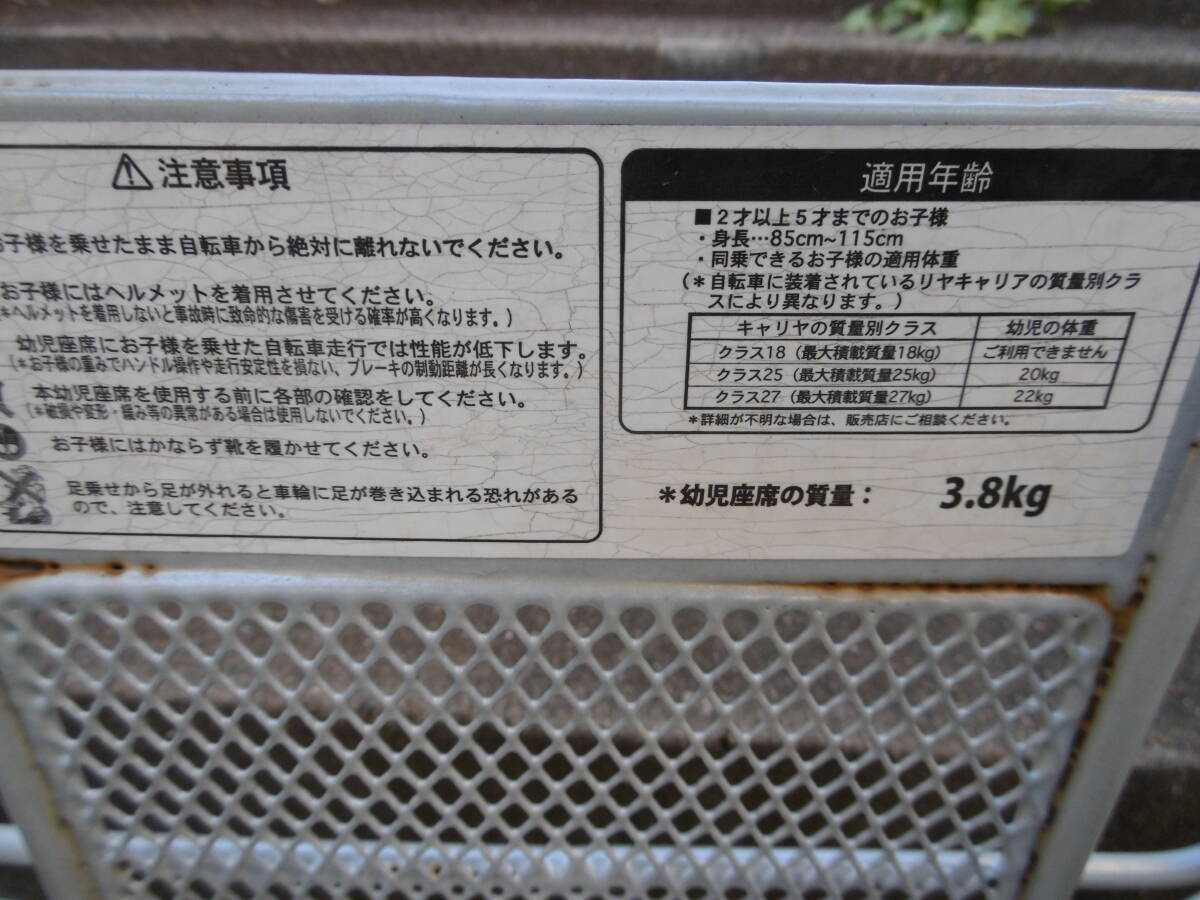 ⚠注意事項
お子様を乗せたまま自転車から絶対に離れないでください。
お子様にはヘルメットを着用させてください。
(*ヘルメットを着用しないと事故時に致命的な傷害を受ける確率が高くなります。)
幼児座席にお子様を乗せた自転車走行では性能が低下します。
(*お子様の重みでハンドル操作や走行安定性を損ない、ブレーキの制動距離が長くなります。)
本幼児座席を使用する前に各部の確認をしてください。
(*破損や変形・緩み等の異常がある場合は使用しないでください。)
お子様にはかならず靴を履かせてください。
足乗せから足が外れると車輪に足が巻き込まれる恐れがある
ので、注意してください。
適用年齢
■2才以上5才までのお子様
・身長…85cm~115cm
・同乗できるお子様の適用体重
(*自転車に装着されているリヤキャリアの質量別クラ
スにより異なります。)
キャリヤの質量別クラス 幼児の体重
クラス18(最大積載質量18kg) ご利用できません
クラス25(最大積載質量25kg) 20kg
クラス27(最大積載質量27kg) 22kg
*詳細が不明な場合は、販売店にご相談ください。
*幼児座席の質量: 3.8kg